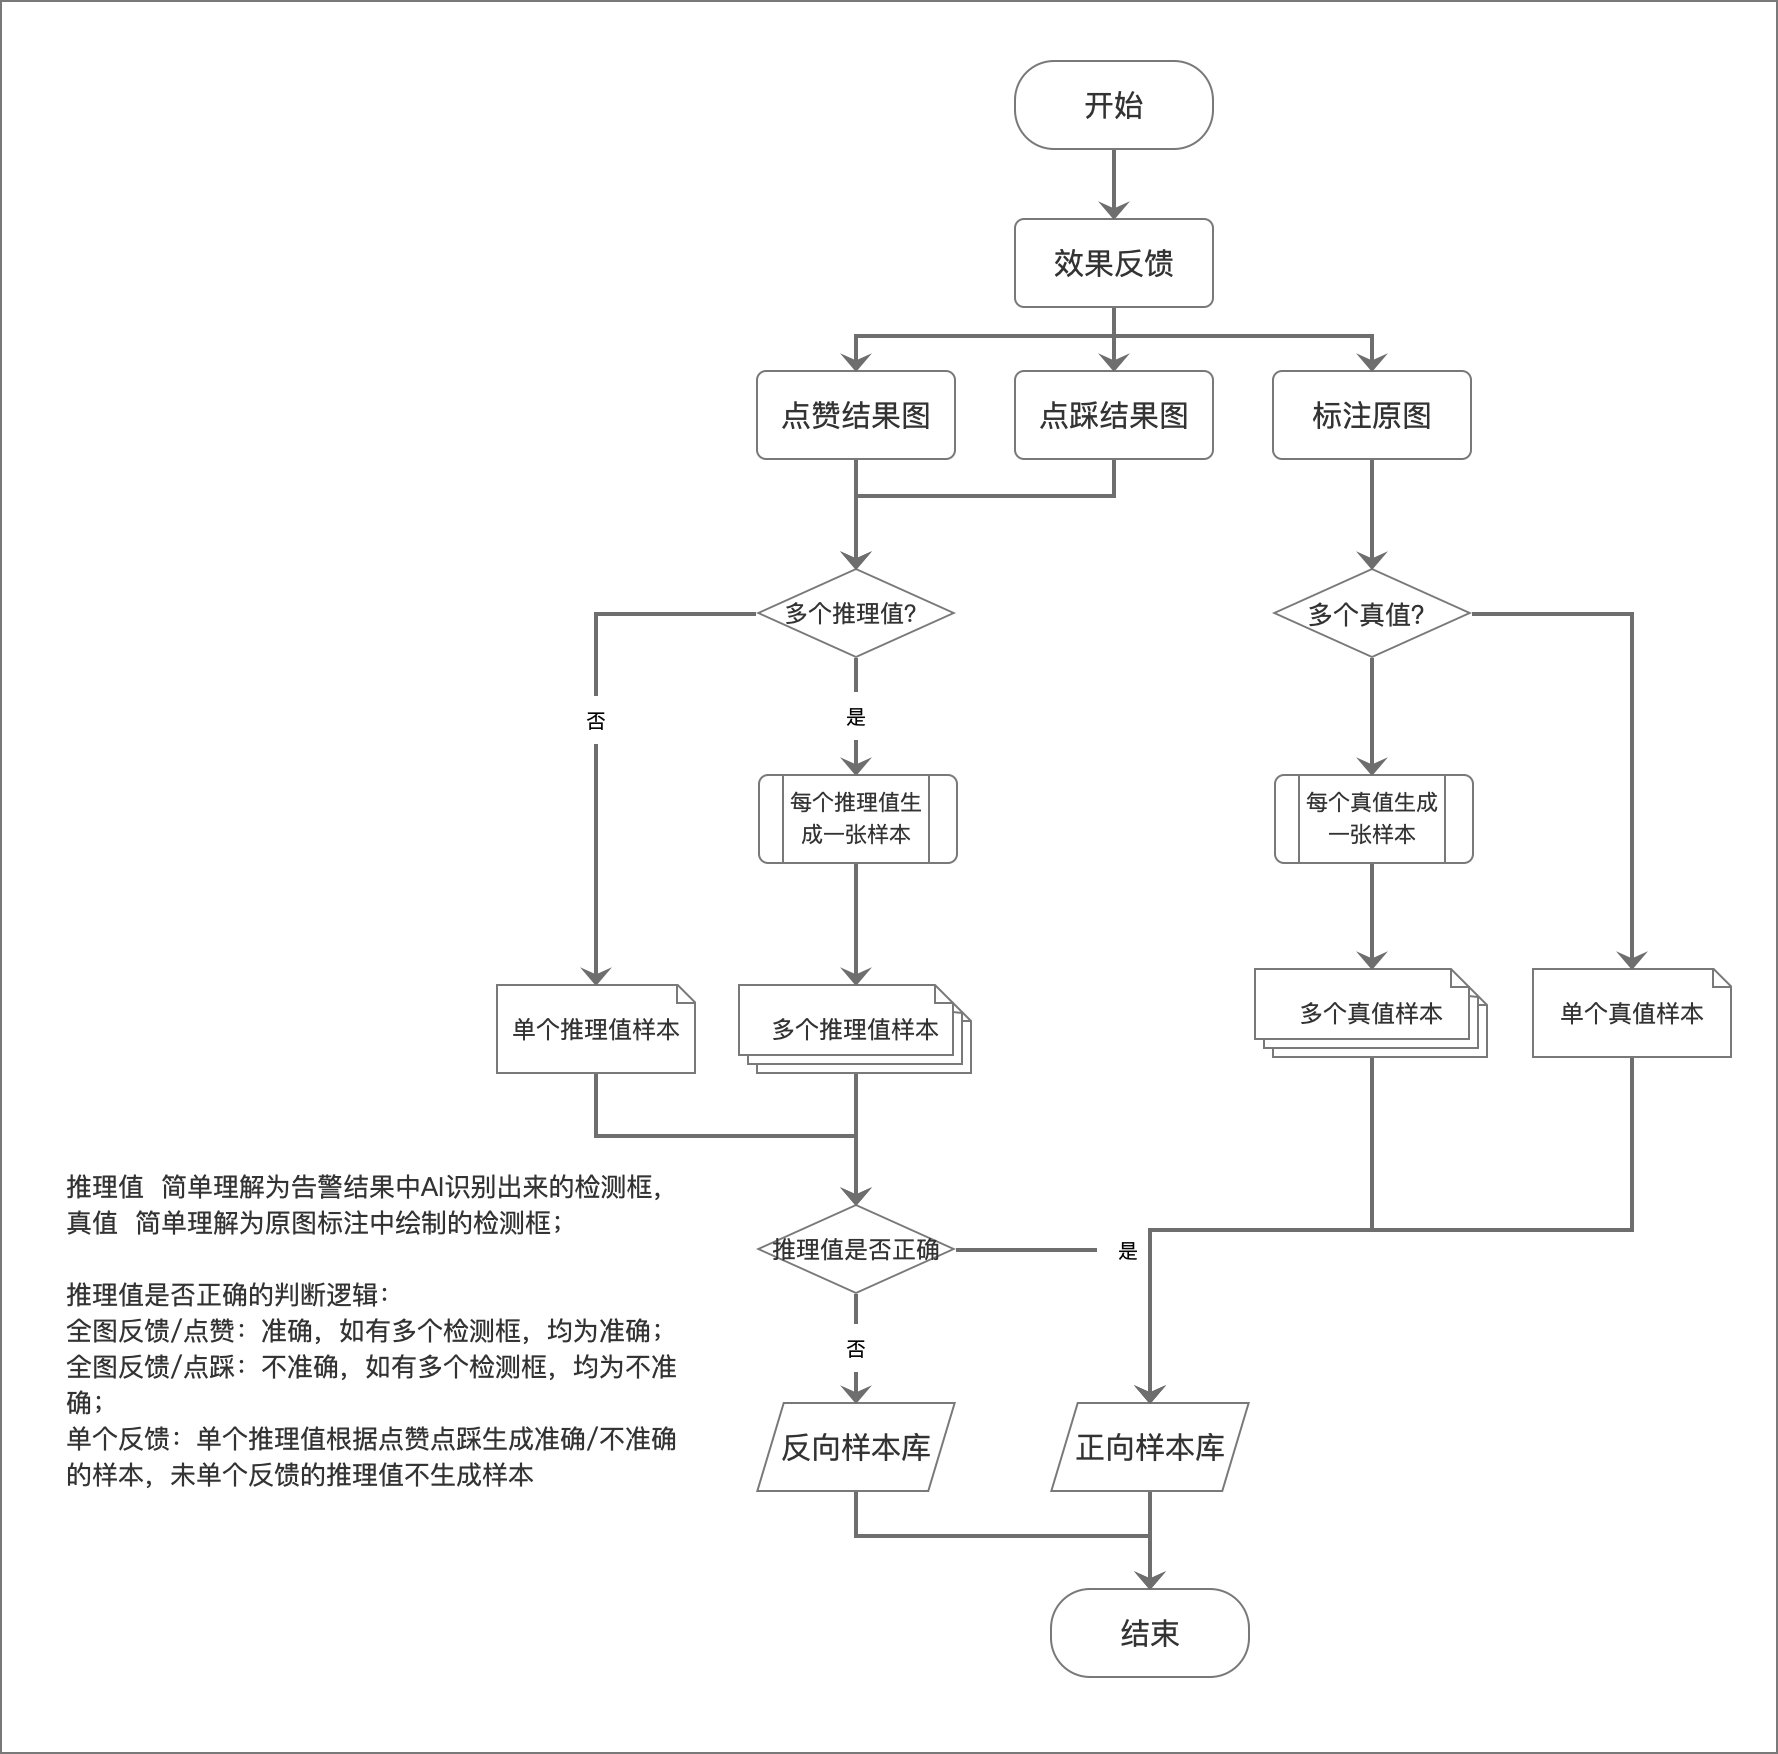 开始
效果反馈
点赞结果图
点踩结果图
标注原图
多个推理值?
多个真值?
否
是
每个推理值生
成一张样本
每个真值生成
一张样本
单个推理值样本
多个推理值样本
多个真值样本
单个真值样本
推理值 简单理解为告警结果中AI识别出来的检测框，
真值 简单理解为原图标注中绘制的检测框；
推理值是否正确的判断逻辑：
全图反馈/点赞：准确，如有多个检测框，均为准确；
全图反馈/点踩：不准确，如有多个检测框，均为不准
确；
单个反馈：单个推理值根据点赞点踩生成准确/不准确
的样本，未单个反馈的推理值不生成样本
推理值是否正确
是
否
反向样本库
正向样本库
结束